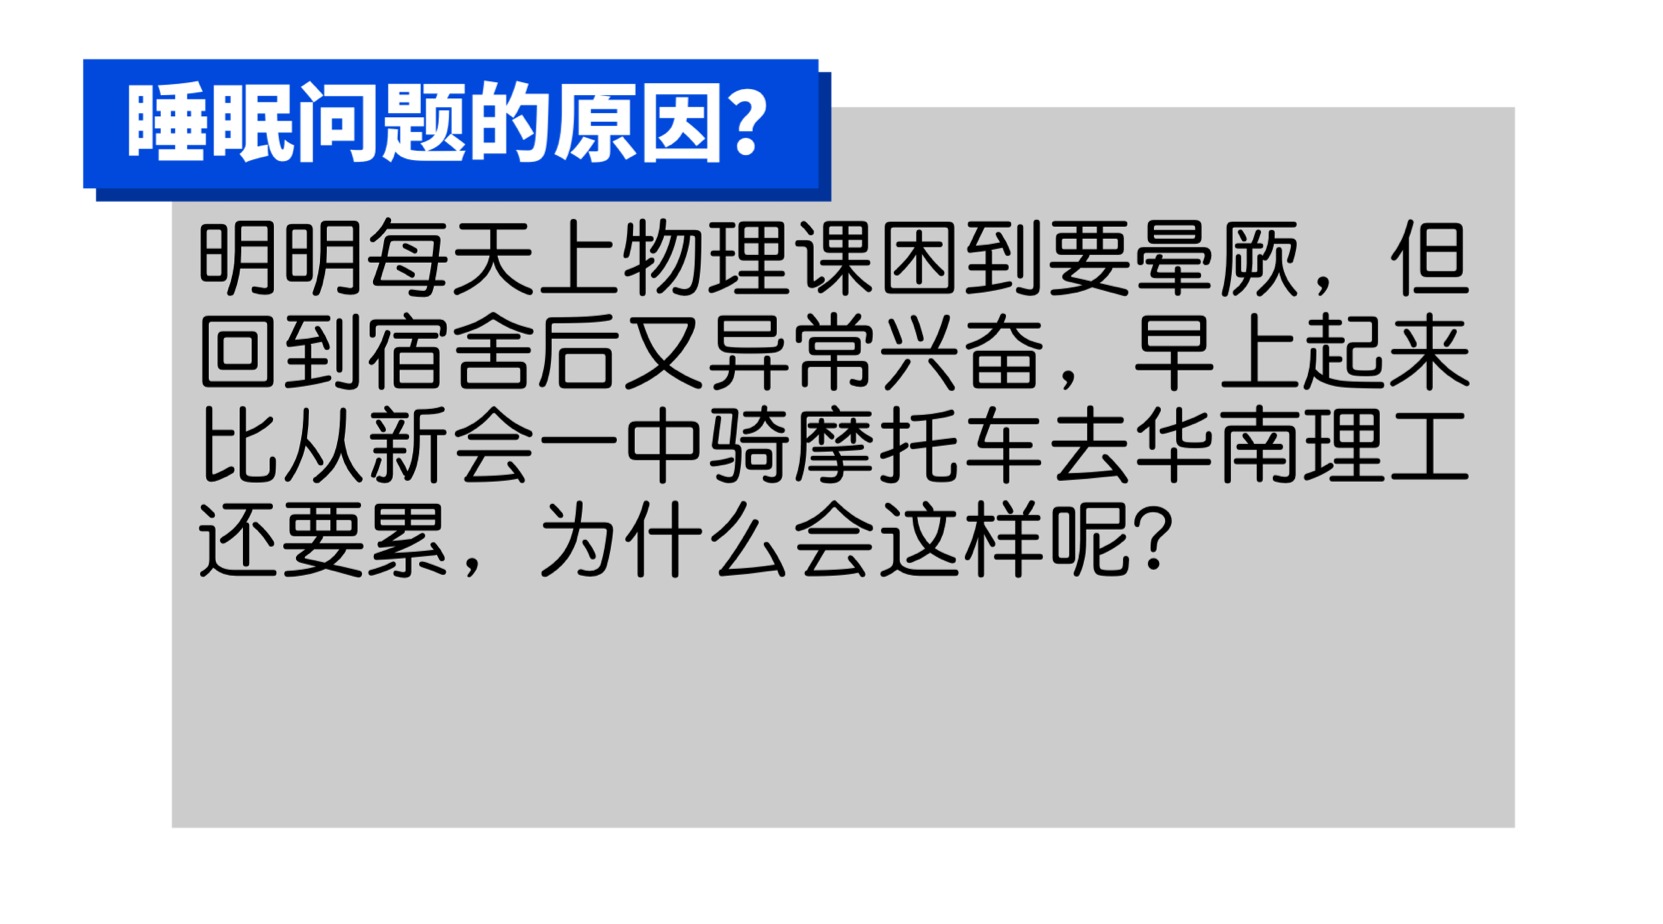 睡眠问题的原因？
明明每天上物理课困到要晕厥，但
回到宿舍后又异常兴奋，早上起来
比从新会一中骑摩托车去华南理工
还要累，为什么会这样呢？